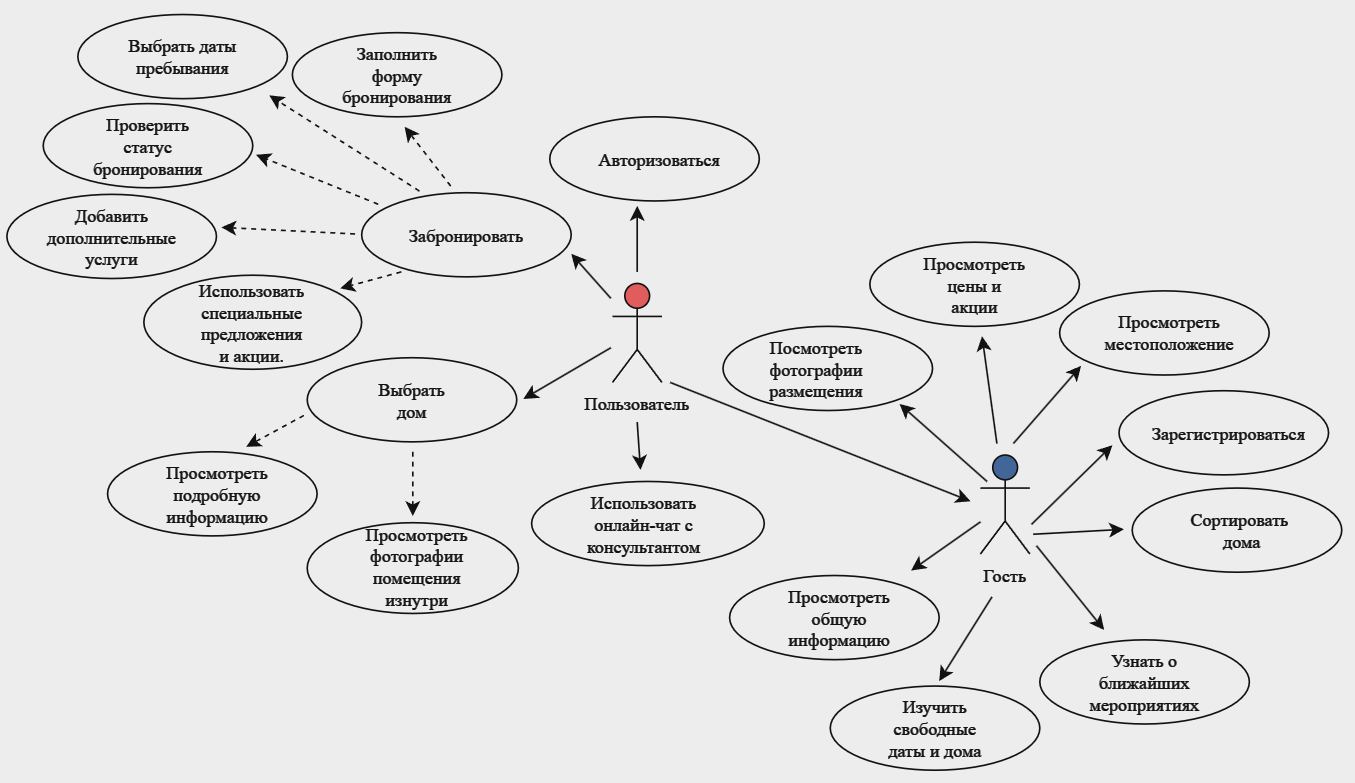 Выбрать даты
пребывания
Заполнить
форму
бронирования
Проверить
статус
бронирования
Авторизоваться
Добавить
дополнительные
услуги
Забронировать
Использовать
специальные
предложения
и акции.
Просмотреть
цены и
акции
Просмотреть
местоположение
Посмотреть
фотографии
размещения
Выбрать
дом
Пользователь
Зарегистрироваться
Просмотреть
подробную
информацию
Использовать
онлайн-чат с
консультантом
Сортировать
дома
Просмотреть
фотографии
помещения
изнутри
Гость
Просмотреть
общую
информацию
Узнать о
ближайших
мероприятиях
Изучить
свободные
даты и дома